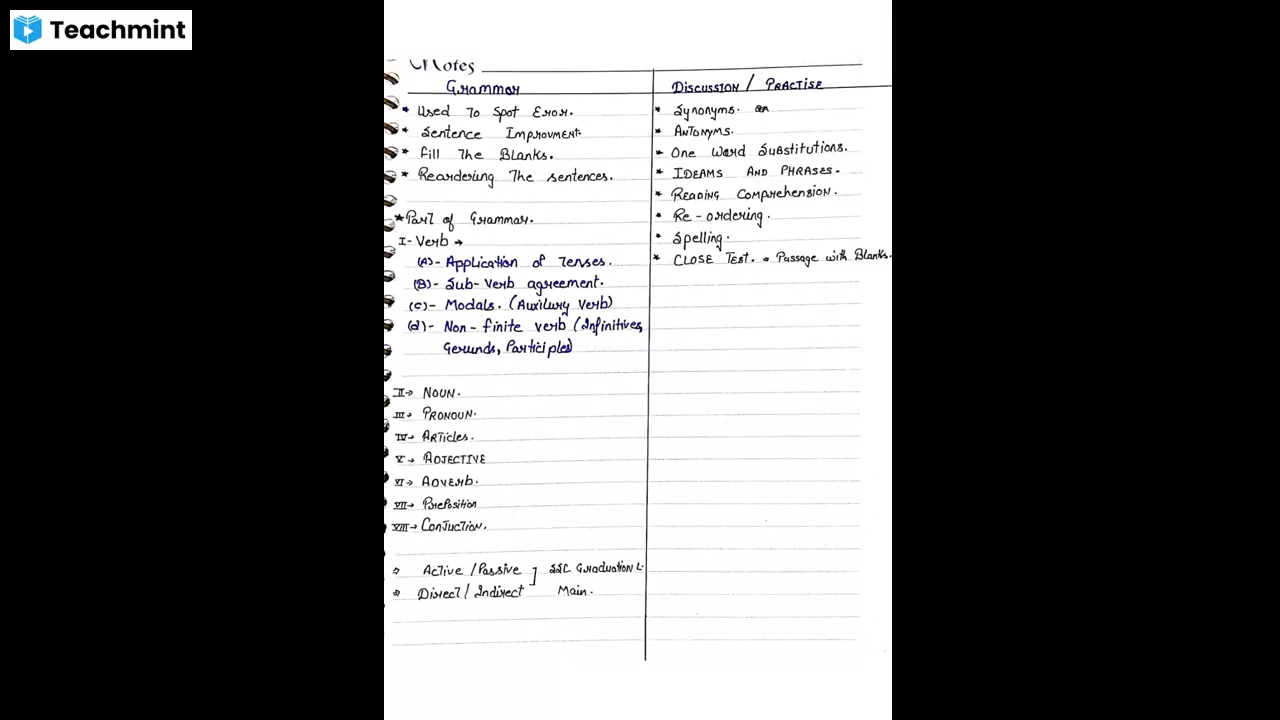 Teachmint
Notes
Grammar
* Used To Spot Error.
* Sentence Improvment.
* Fill The Blanks.
* Reardering The sentences.
* Part of Grammar.
I - Verb →
(A)- Application of Tenses.
(B)- Sub-Verb agreement.
(C)- Modals. (Auxilury Verb)
(d)- Non-finite verb (Infinitives,
Gerunds, Participles)
II → NOUN.
III → PRONOUN.
IV → ARTicles.
V → ADJECTIVE
VI → ADVERB.
VII → PrePosition
VIII → Conjuction.
→ Active / Passive ] SSC Graduation L.
→ Direct / Indirect Main.
Discussion / Practise
* Synonyms.
* Antonyms.
* One Word Substitutions.
* IDEAMS AND PHRASES.
* Reading Comprehension.
* Re-ordering.
* Spelling.
* CLOSE TEST. → Passage with Blanks.